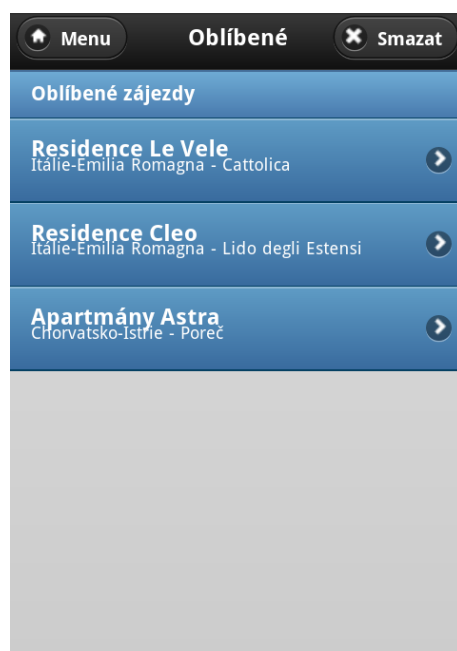 Menu Oblíbené Smazat
Oblíbené zájezdy
Residence Le Vele
Itálie-Emilia Romagna - Cattolica
Residence Cleo
Itálie-Emilia Romagna - Lido degli Estensi
Apartmány Astra
Chorvatsko-Istrie - Poreč